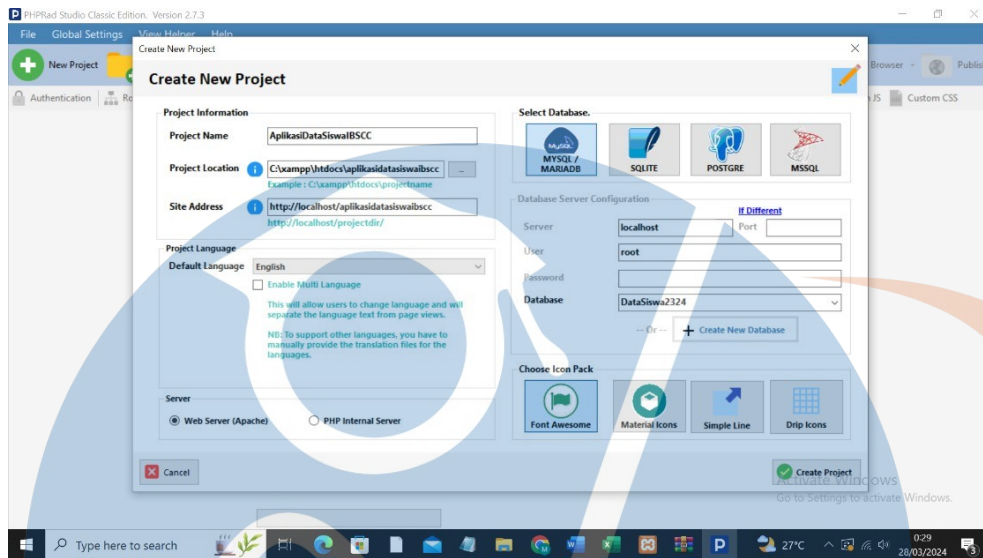 PHPRad Studio Classic Edition. Version 2.7.3
File Global Settings View Helper Help
New Project
Browser
Publis
Authentication
JS Custom CSS
Create New Project
Create New Project
Project Information
Project Name AplikasiDataSiswaIBSCC
Project Location i C:\xampp\htdocs\aplikasidatasiswaibscc ...
Example : C:\xampp\htdocs\projectname
Site Address i http://localhost/aplikasidatasiswaibscc
http://localhost/projectdir/
Project Language
Default Language English
Enable Multi Language
This will allow users to change language and will
separate the language text from page views.
NB: To support other languages, you have to
manually provide the translation files for the
languages.
Server
Web Server (Apache) PHP Internal Server
Select Database.
MySQL
MYSQL /
MARIADB
SQLITE
POSTGRE
MSSQL
Database Server Configuration
If Different
Server localhost Port
User root
Password
Database DataSiswa2324
-- Or -- Create New Database
Choose Icon Pack
Font Awesome Material Icons Simple Line Drip Icons
Cancel
Create Project
Activate Windows
Go to Settings to activate Windows.
Type here to search
27°C
0:29
28/03/2024